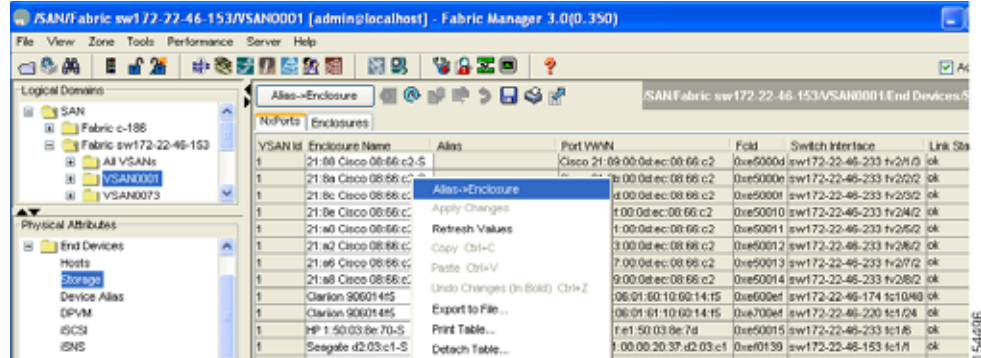 /SAN/Fabric sw172-22-46-153/VSAN0001 [admin@localhost] - Fabric Manager 3.0(0.350)
File View Zone Tools Performance Server Help
Logical Domains
SAN
Fabric c-186
Fabric sw172-22-46-153
All VSANs
VSAN0001
VSAN0073
Physical Attributes
End Devices
Hosts
Storage
Device Alias
DPVM
iSCSI
iSNS
Alias->Enclosure
/SAN/Fabric sw172-22-46-153/VSAN0001/End Devices/S
NxPorts Enclosures
VSAN Id Enclosure Name Alias Port WWN FcId Switch Interface Link Sta
1 21:88 Cisco 08:66:c2-S Cisco 21:89:00:0d:ec:08:66:c2 0xe5000d sw172-22-46-233 fv2/1/3 ok
1 21:8a Cisco 08:66:c2-S :00:0d:ec:08:66:c2 0xe5000e sw172-22-46-233 fv2/2/2 ok
1 21:8c Cisco 08:66:c2 :00:0d:ec:08:66:c2 0xe5000f sw172-22-46-233 fv2/3/2 ok
1 21:8e Cisco 08:66:c2 :00:0d:ec:08:66:c2 0xe50010 sw172-22-46-233 fv2/4/2 ok
1 21:a0 Cisco 08:66:c 1:00:0d:ec:08:66:c2 0xe50011 sw172-22-46-233 fv2/5/2 ok
1 21:a2 Cisco 08:66:c 3:00:0d:ec:08:66:c2 0xe50012 sw172-22-46-233 fv2/6/2 ok
1 21:a6 Cisco 08:66:c 7:00:0d:ec:08:66:c2 0xe50013 sw172-22-46-233 fv2/7/2 ok
1 21:a8 Cisco 08:66:c 9:00:0d:ec:08:66:c2 0xe50014 sw172-22-46-233 fv2/8/2 ok
1 Clariion 906014f5 :06:01:60:10:60:14:f5 0xe600ef sw172-22-46-174 fc10/48 ok
1 Clariion 906014f5 :06:01:61:10:60:14:f5 0xe700ef sw172-22-46-220 fc1/24 ok
1 HP 1:50:03:8e:70-S f:e1:50:03:8e:7d 0xe50015 sw172-22-46-233 fc1/6 ok
1 Seagate d2:03:c1-S 1:00:00:20:37:d2:03:c1 0xef0139 sw172-22-46-153 fc1/1 ok
Alias->Enclosure
Apply Changes
Refresh Values
Copy Ctrl+C
Paste Ctrl+V
Undo Changes (In Bold) Ctrl+Z
Export to File...
Print Table...
Detach Table...
154496